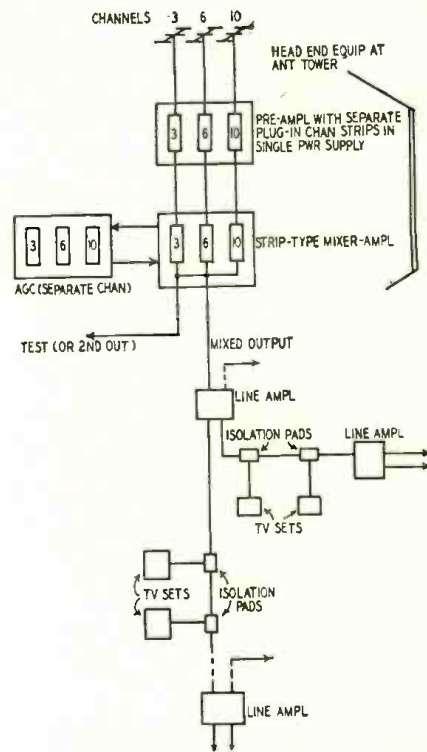 CHANNELS 3 6 10
HEAD END EQUIP AT
ANT TOWER
3 6 10
PRE-AMPL WITH SEPARATE
PLUG-IN CHAN STRIPS IN
SINGLE PWR SUPPLY
3 6 10
3 6 10
STRIP-TYPE MIXER-AMPL
AGC (SEPARATE CHAN)
TEST (OR 2ND OUT)
MIXED OUTPUT
LINE AMPL
ISOLATION PADS
LINE AMPL
TV SETS
TV SETS
ISOLATION
PADS
LINE AMPL